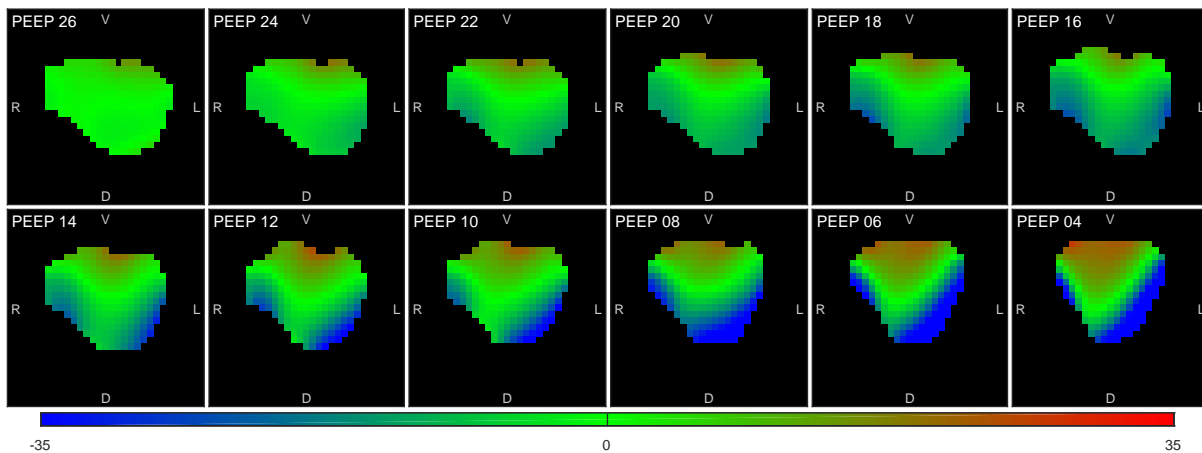 PEEP 26 V R L D
PEEP 24 V R L D
PEEP 22 V R L D
PEEP 20 V R L D
PEEP 18 V R L D
PEEP 16 V R L D
PEEP 14 V R L D
PEEP 12 V R L D
PEEP 10 V R L D
PEEP 08 V R L D
PEEP 06 V R L D
PEEP 04 V R L D
-35 0 35